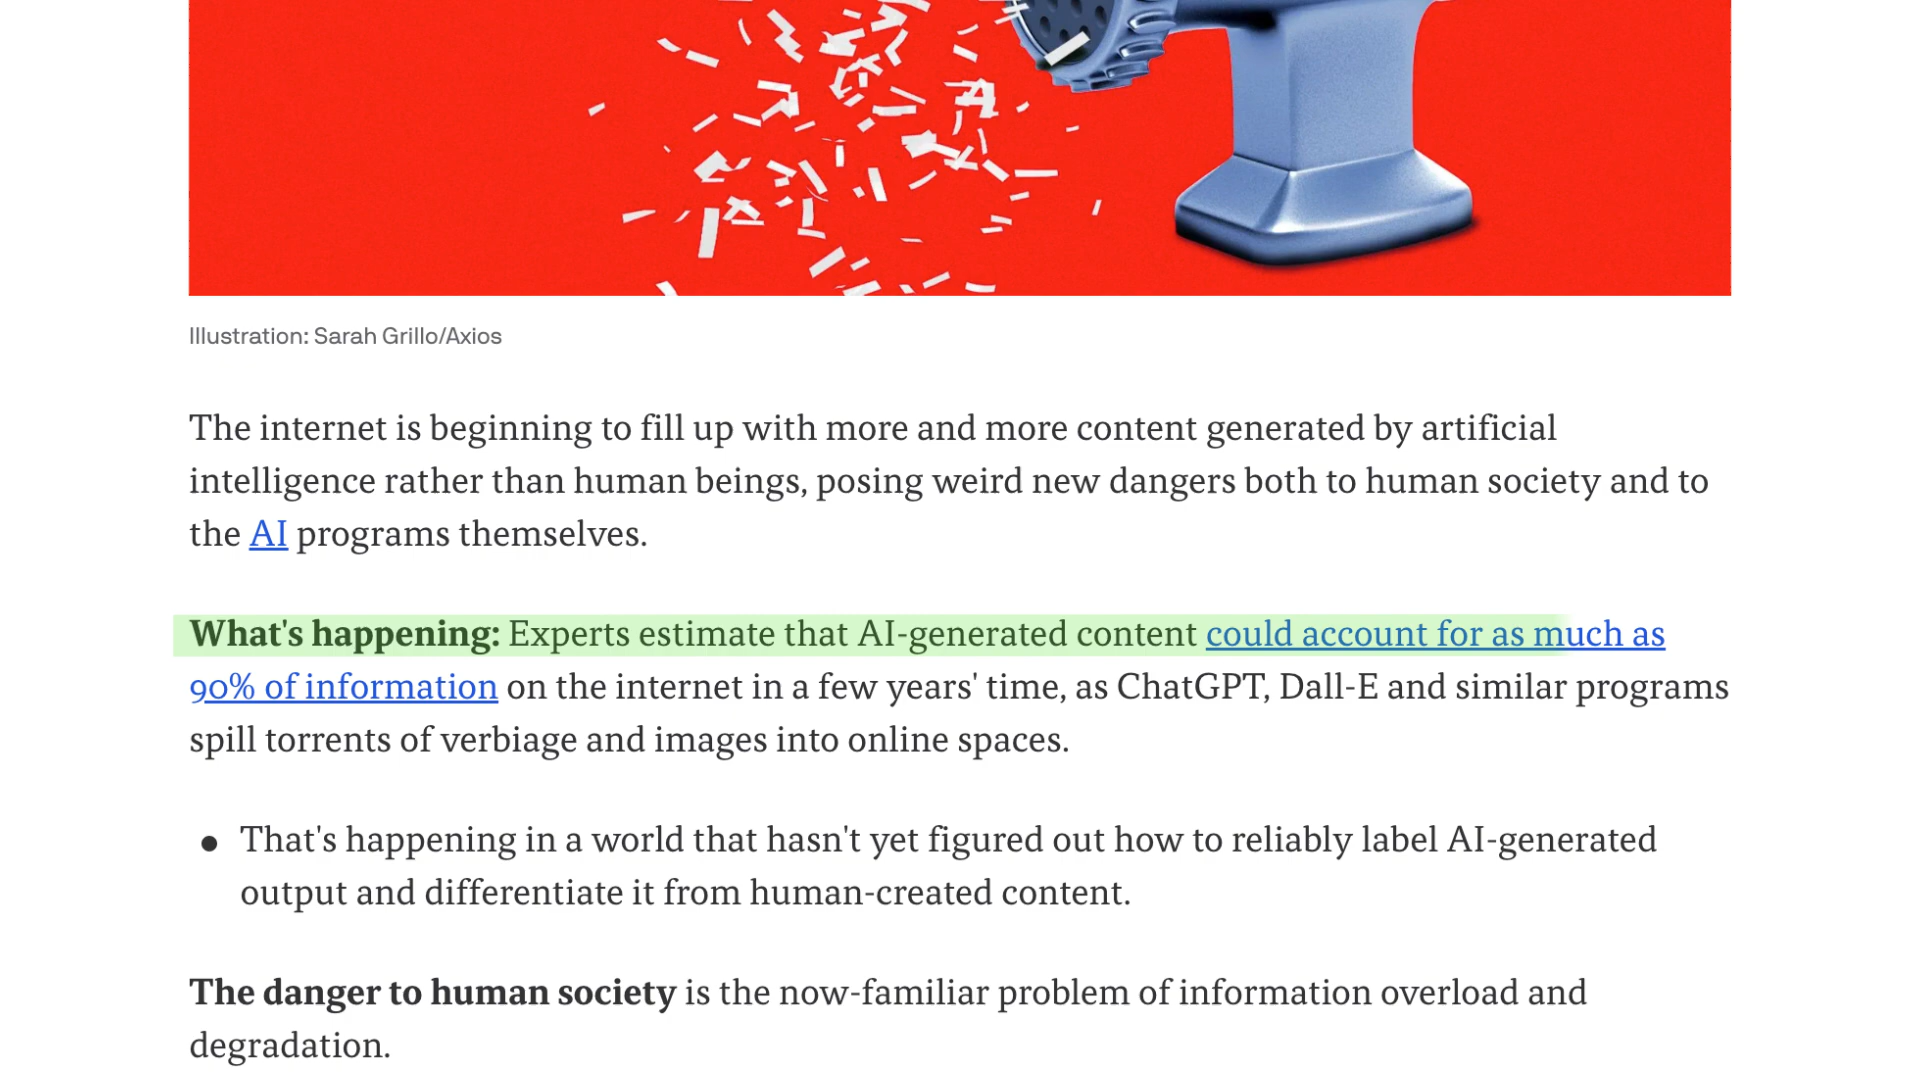 Illustration: Sarah Grillo/Axios
The internet is beginning to fill up with more and more content generated by artificial
intelligence rather than human beings, posing weird new dangers both to human society and to
the AI programs themselves.
What's happening: Experts estimate that AI-generated content could account for as much as
90% of information on the internet in a few years' time, as ChatGPT, Dall-E and similar programs
spill torrents of verbiage and images into online spaces.
• That's happening in a world that hasn't yet figured out how to reliably label AI-generated
output and differentiate it from human-created content.
The danger to human society is the now-familiar problem of information overload and
degradation.